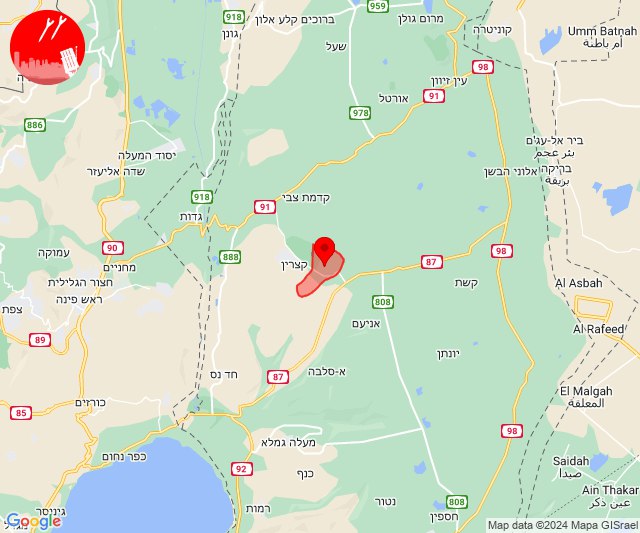 959
918
ברוכים קלע אלון
מרום גולן
קוניטרה
Umm Batnah
أم باطنة
גונן
שעל
98
עין זיוון
אורטל
91
978
886
יסוד המעלה
שדה אליעזר
ביר אל-עג'ם
بئر عجم
בריקה
بريقة
אלוני הבשן
918
גדות
91
קדמת צבי
90
עמוקה
מחניים
888
קצרין
87
98
חצור הגלילית
ראש פינה
צפת
קשת
Al Asbah
808
89
אניעם
Al Rafeed
יונתן
חד נס
87
א-סלבה
El Malgah
المعلقة
כורזים
85
98
מעלה גמלא
כפר נחום
92
כנף
Saidah
صيدا
גינוסר
רמות
נטור
808
חספין
Ain Thakar
عين ذكر
מגדל
Google
Map data ©2024 Mapa GISrael